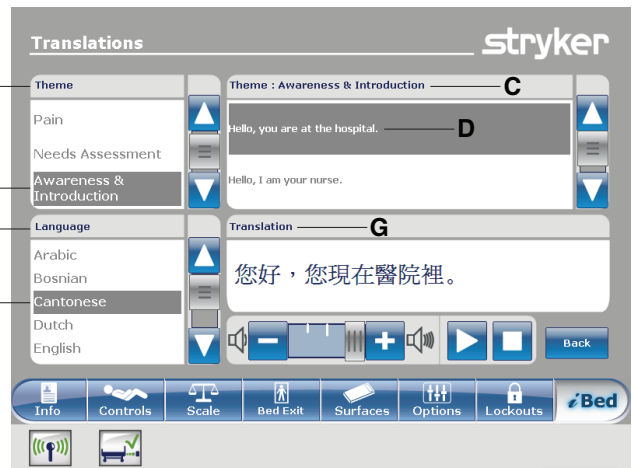 Translations
stryker
Theme
Pain
Needs Assessment
Awareness &
Introduction
Theme : Awareness & Introduction
C
Hello, you are at the hospital.
D
Hello, I am your nurse.
Language
Arabic
Bosnian
Cantonese
Dutch
English
Translation
G
您好，您現在醫院裡。
Back
Info
Controls
Scale
Bed Exit
Surfaces
Options
Lockouts
iBed